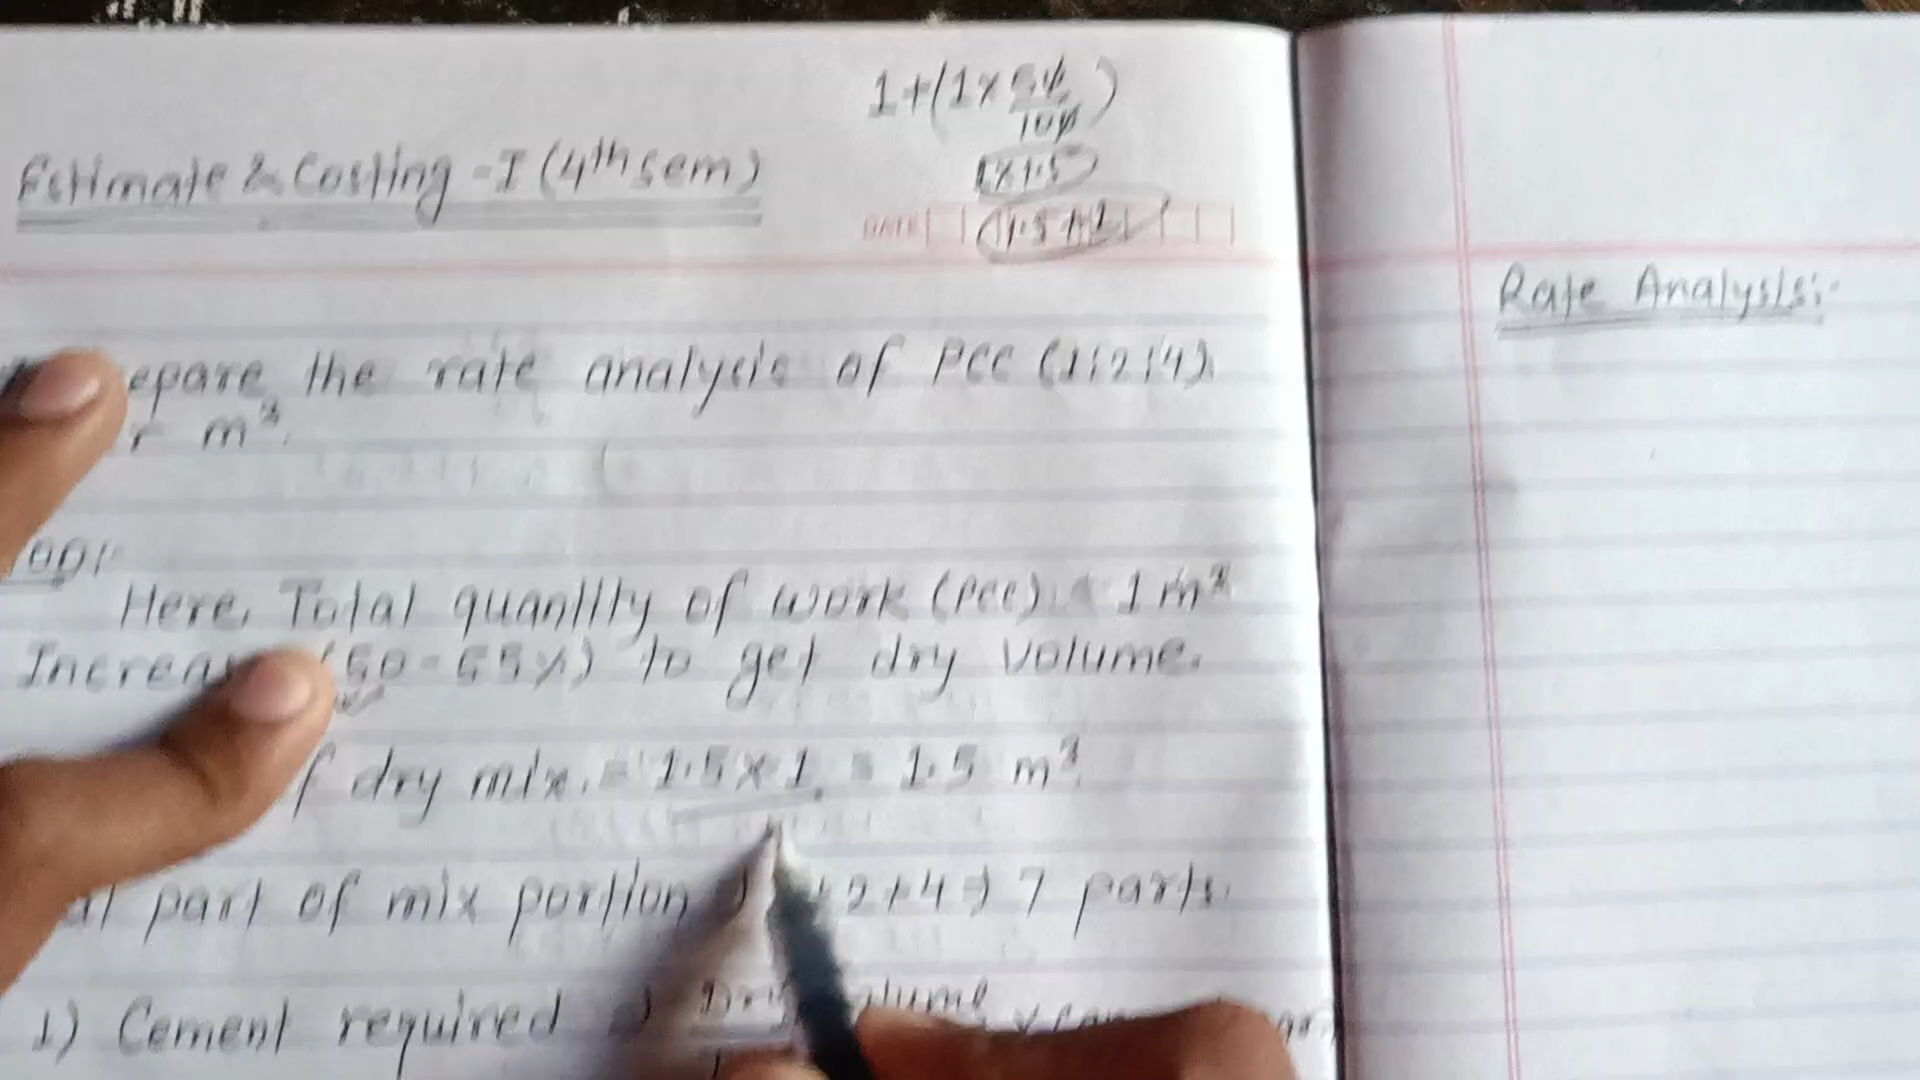 1+(1×50/100)
Estimate & Costing - I (4th sem)
1×1.5
DATE
1.5
Rate Analysis:-
epare the rate analysis of PCC (1:2:4)
r m³.
Here, Total quantity of work (PCC) = 1 m³
Increa (50-55%) to get dry volume.
f dry mix. = 1.5×1 = 1.5 m³
al part of mix portion 2+4 ⇒ 7 parts.
1) Cement required